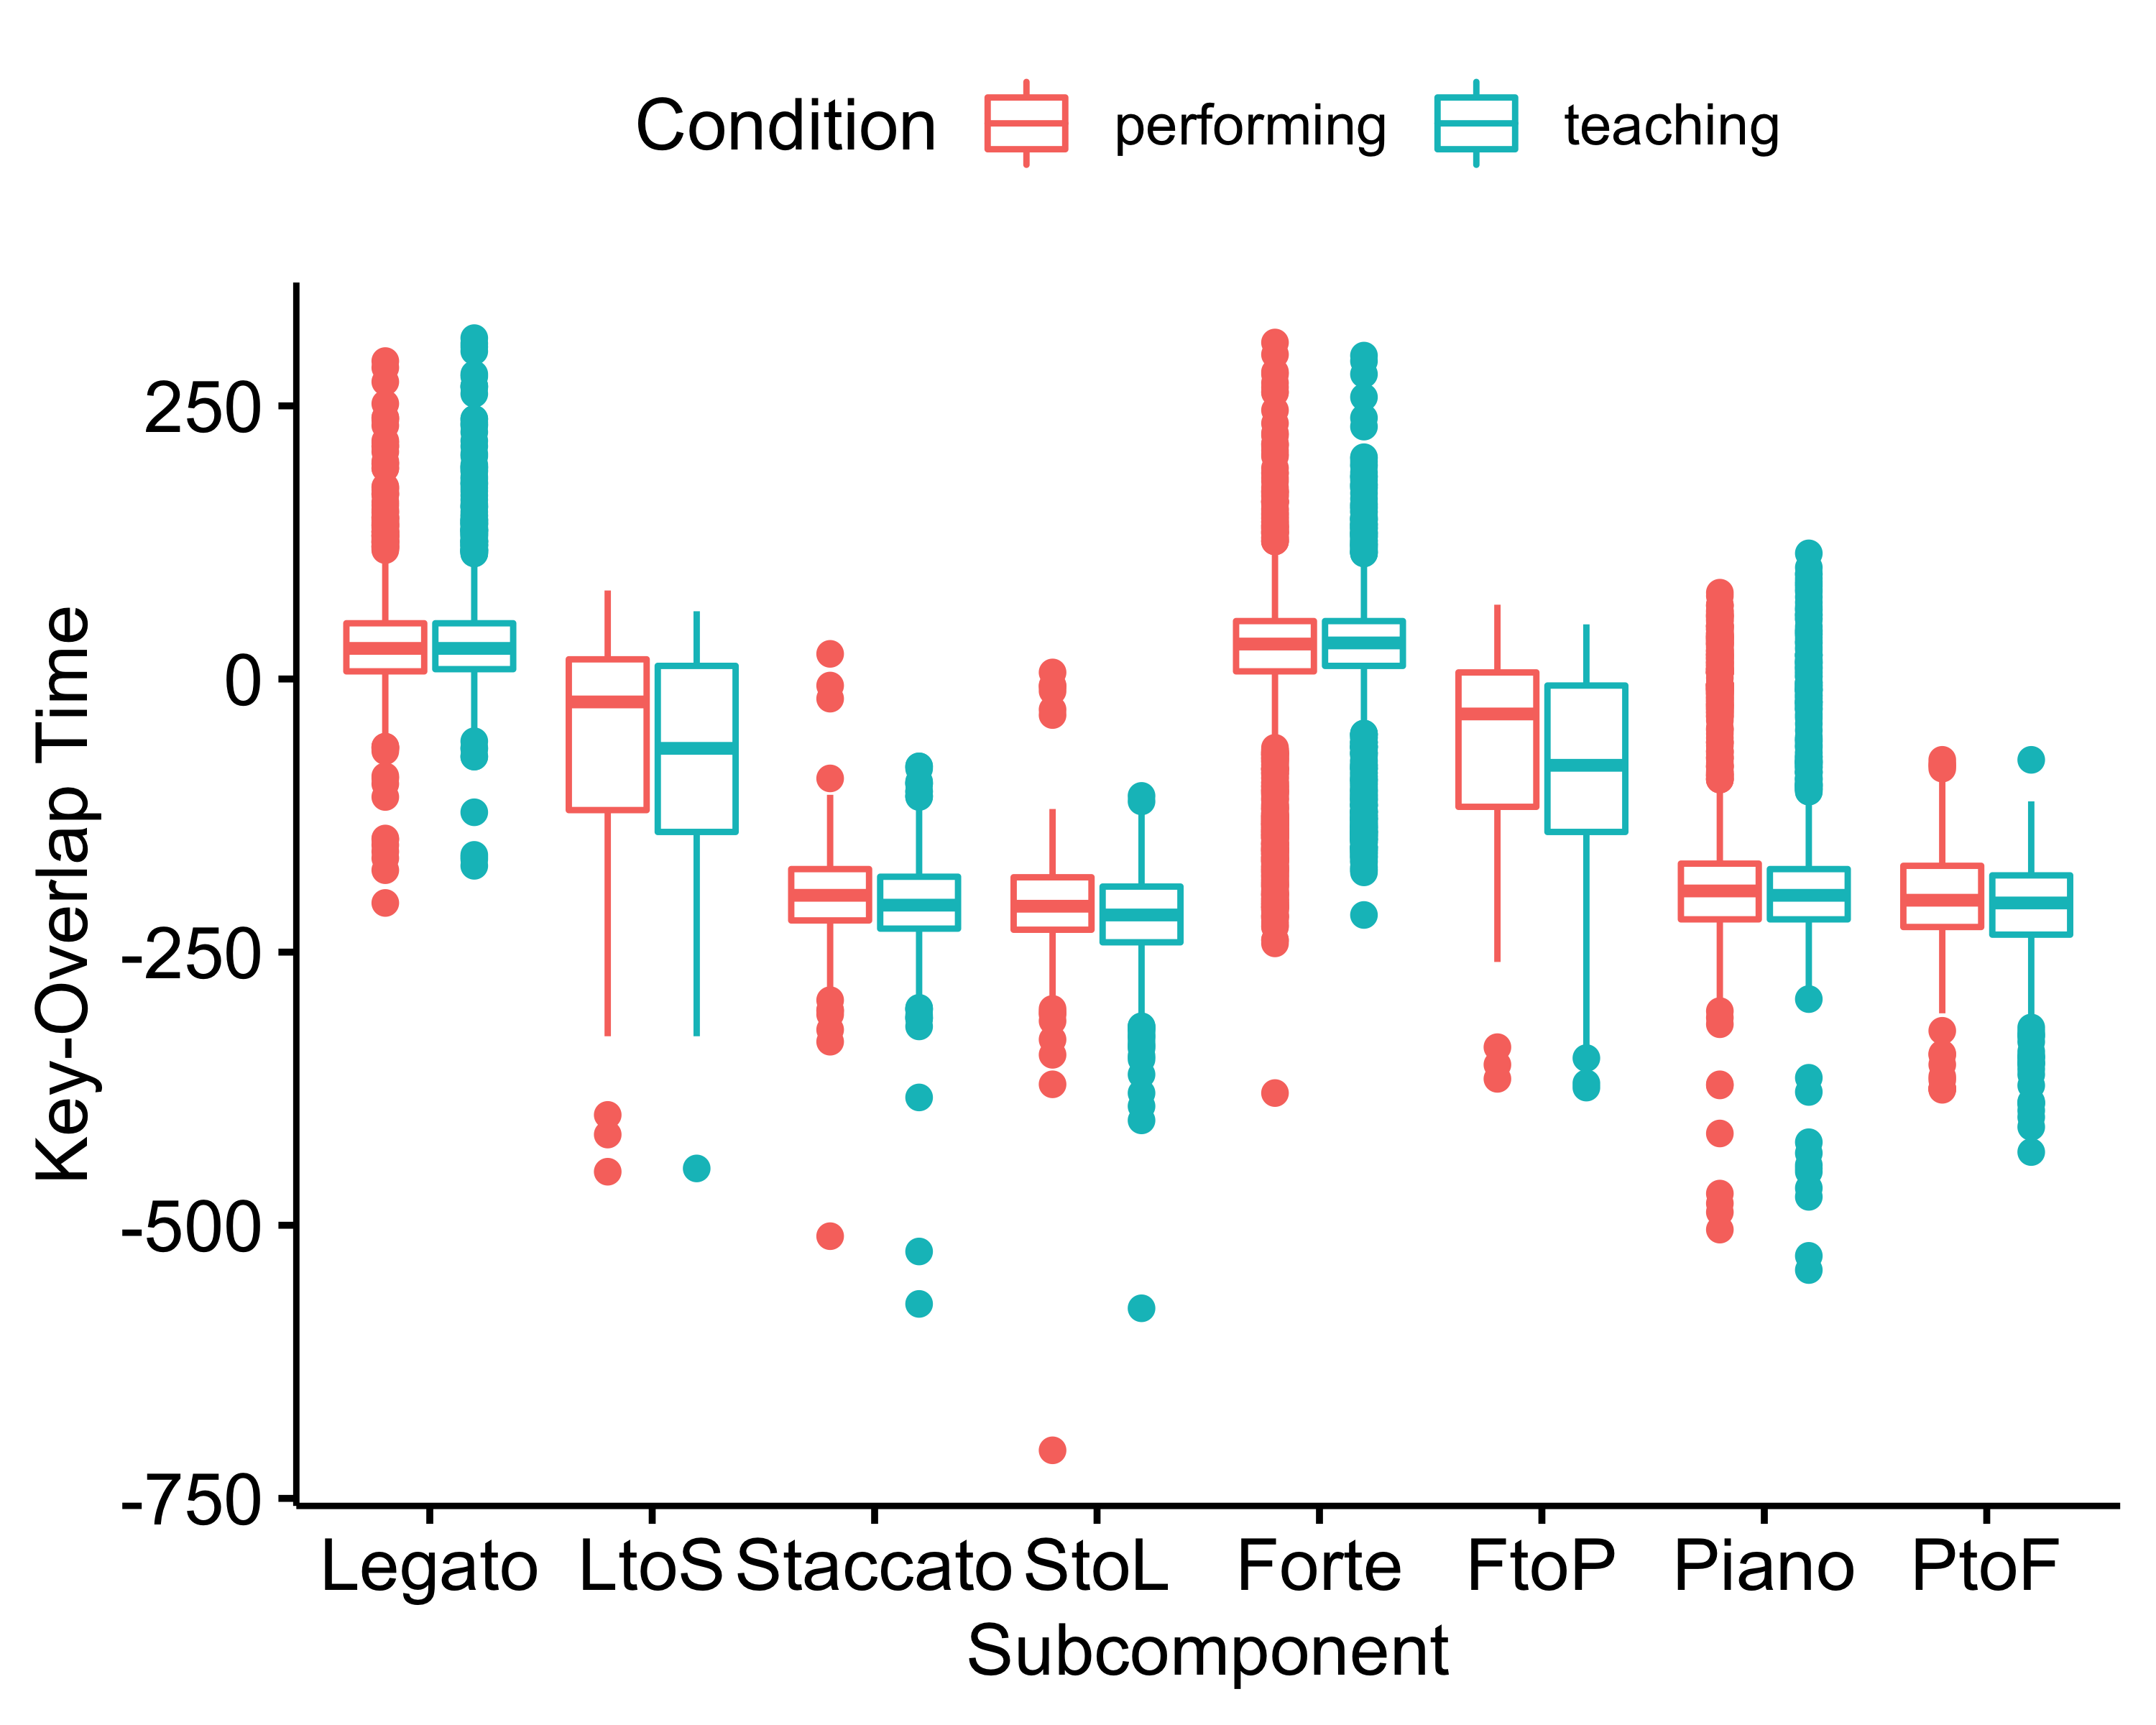 Condition performing teaching
Key-Overlap Time
250
0
-250
-500
-750
Legato LtoS Staccato StoL Forte FtoP Piano PtoF
Subcomponent